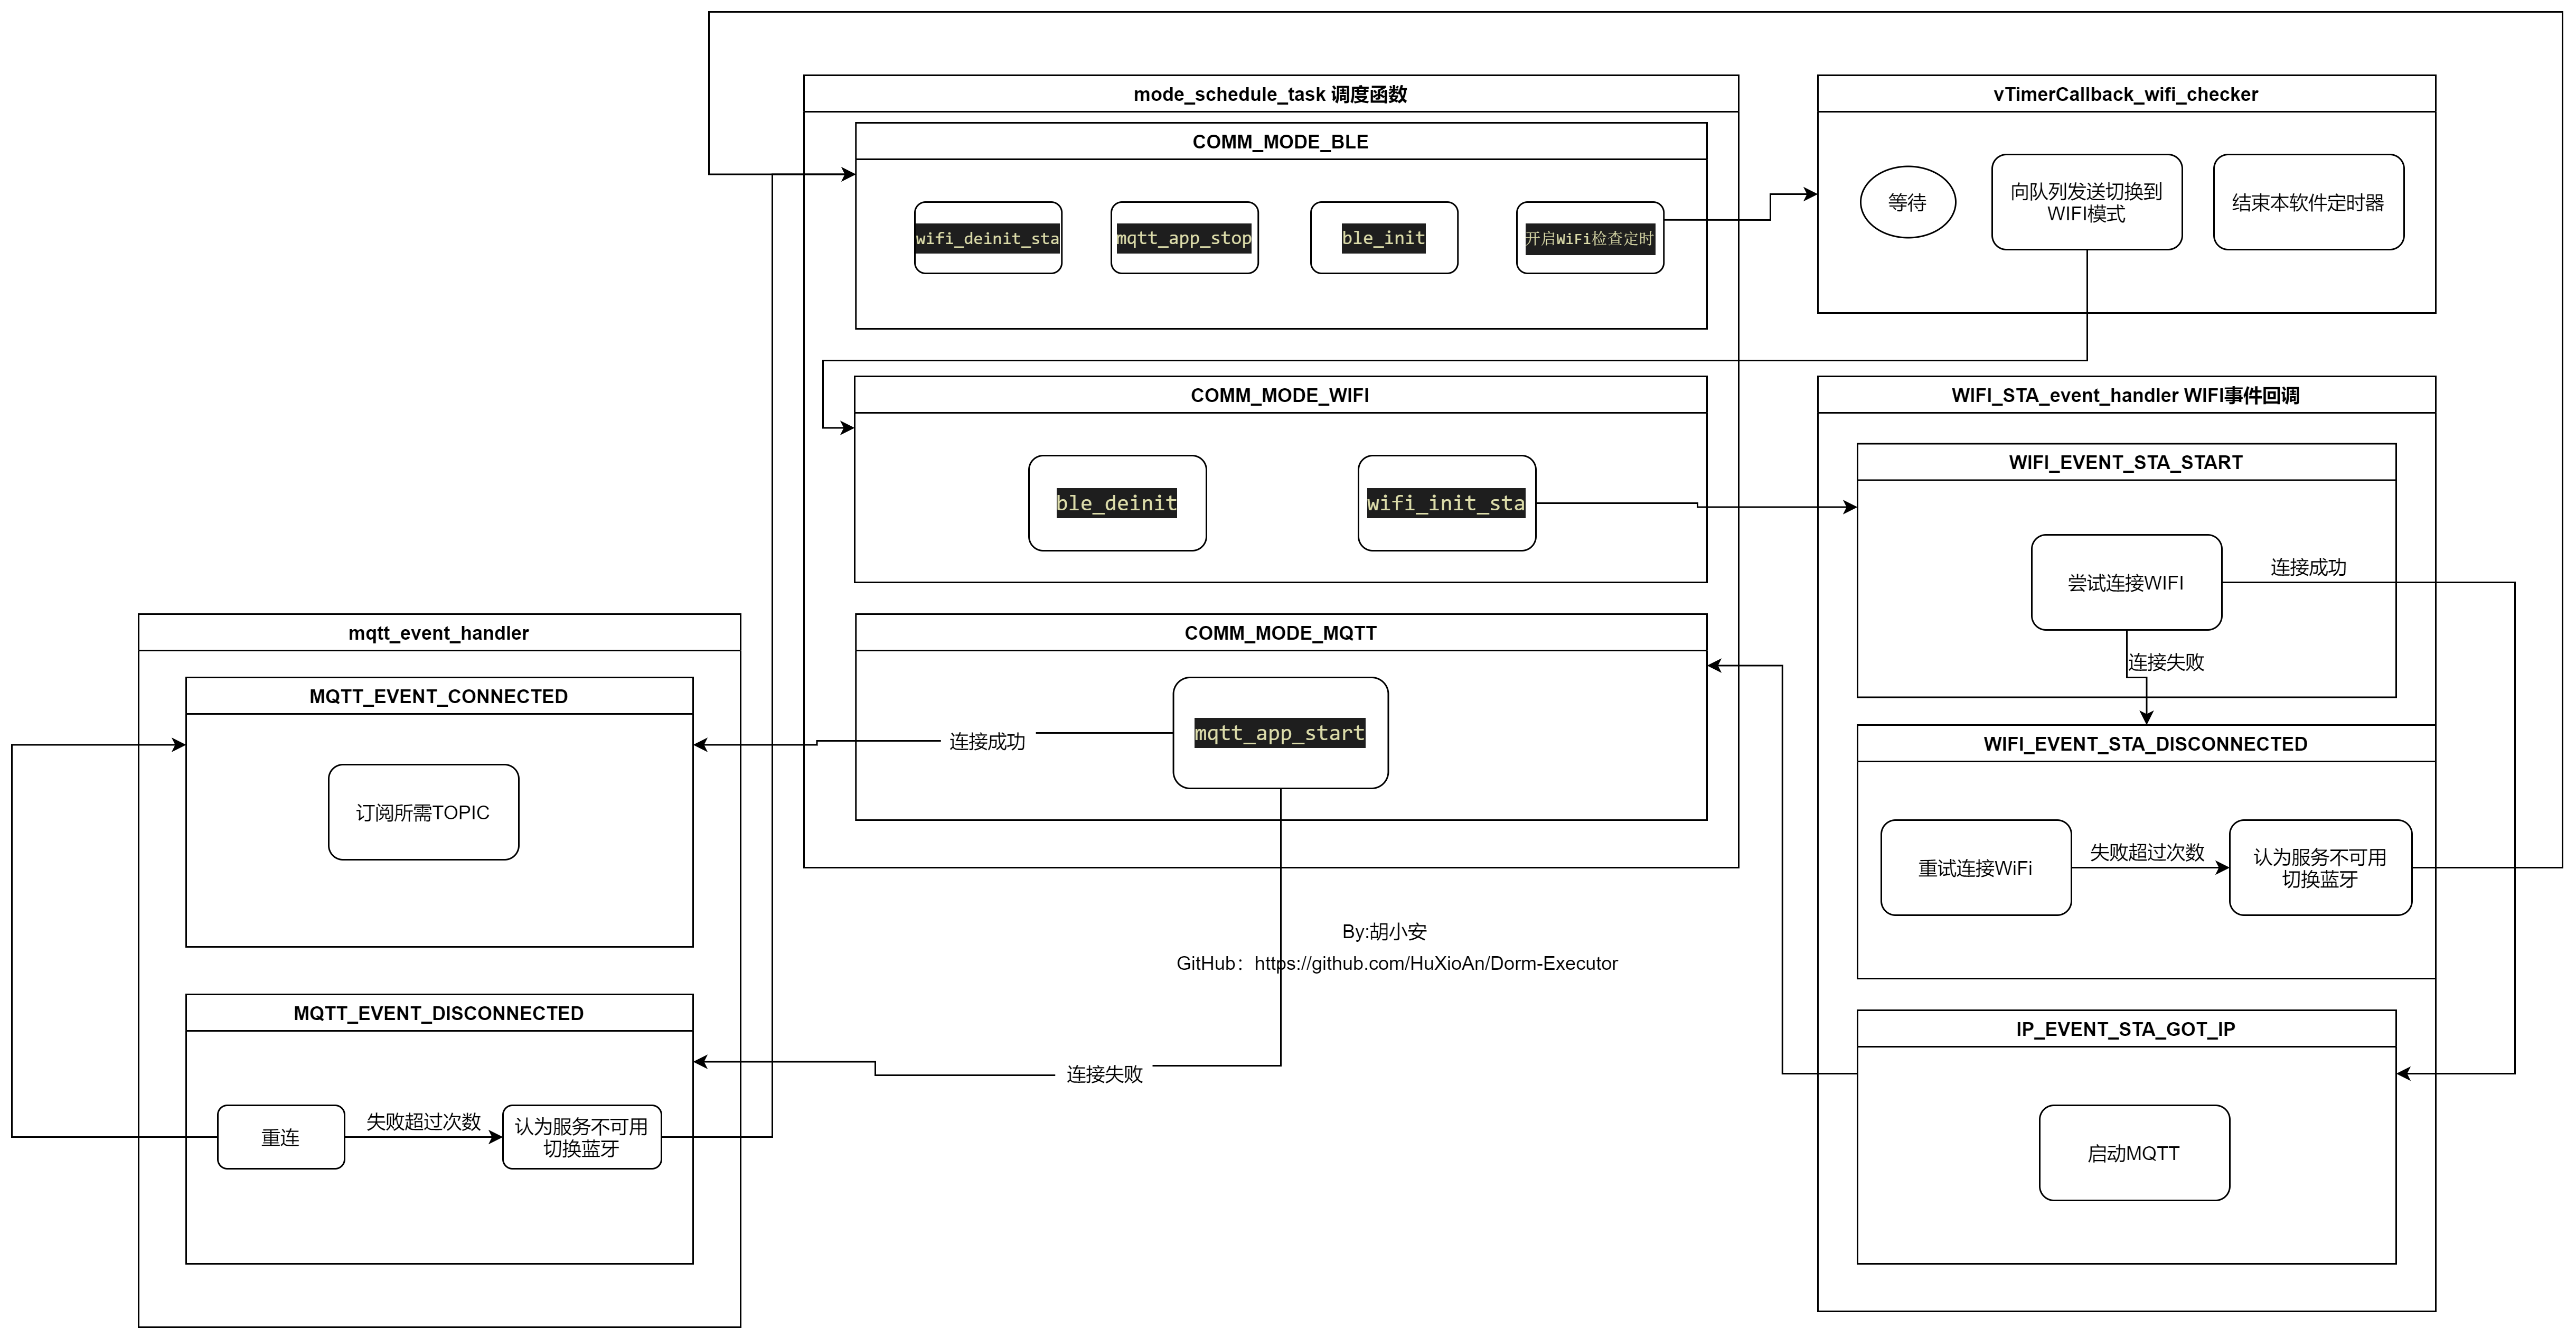 mode_schedule_task 调度函数
COMM_MODE_BLE
wifi_deinit_sta
mqtt_app_stop
ble_init
开启WiFi检查定时
vTimerCallback_wifi_checker
等待
向队列发送切换到
WIFI模式
结束本软件定时器
COMM_MODE_WIFI
ble_deinit
wifi_init_sta
WIFI_STA_event_handler WIFI事件回调
WIFI_EVENT_STA_START
尝试连接WIFI
连接成功
连接失败
mqtt_event_handler
MQTT_EVENT_CONNECTED
订阅所需TOPIC
COMM_MODE_MQTT
mqtt_app_start
连接成功
WIFI_EVENT_STA_DISCONNECTED
重试连接WiFi
失败超过次数
认为服务不可用
切换蓝牙
By:胡小安
GitHub：https://github.com/HuXioAn/Dorm-Executor
MQTT_EVENT_DISCONNECTED
重连
失败超过次数
认为服务不可用
切换蓝牙
连接失败
IP_EVENT_STA_GOT_IP
启动MQTT